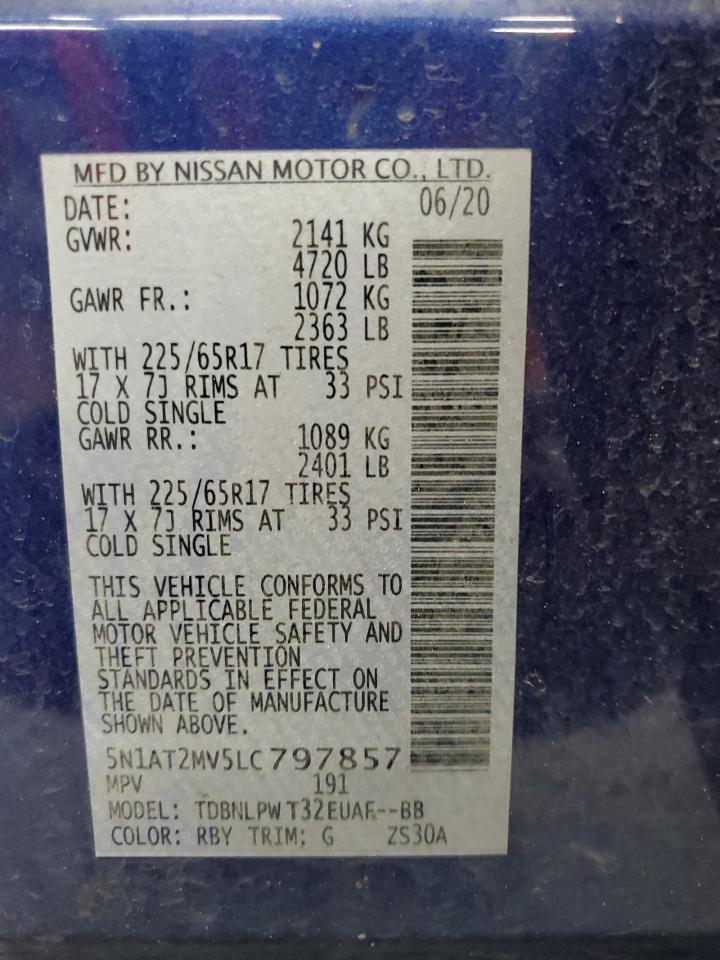 MFD BY NISSAN MOTOR CO., LTD.
DATE: 06/20
GVWR: 2141 KG
4720 LB
GAWR FR.: 1072 KG
2363 LB
WITH 225/65R17 TIRES
17 X 7J RIMS AT 33 PSI
COLD SINGLE
GAWR RR.: 1089 KG
2401 LB
WITH 225/65R17 TIRES
17 X 7J RIMS AT 33 PSI
COLD SINGLE
THIS VEHICLE CONFORMS TO
ALL APPLICABLE FEDERAL
MOTOR VEHICLE SAFETY AND
THEFT PREVENTION
STANDARDS IN EFFECT ON
THE DATE OF MANUFACTURE
SHOWN ABOVE.
5N1AT2MV5LC797857
MPV 191
MODEL: TDBNLPW T32EUAF--BB
COLOR: RBY TRIM: G ZS30A